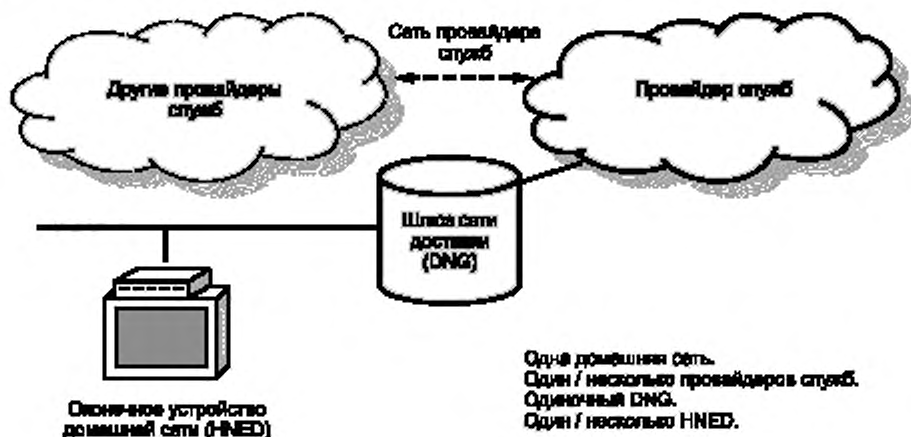 Сеть провайдера
служб
Другие провайдеры
служб
Провайдер служб
Шлюз сети
доставки
(DNG)
Оконечное устройство
домашней сети (HNED)
Одна домашняя сеть.
Один / несколько провайдеров служб.
Одиночный DNG.
Один / несколько HNED.